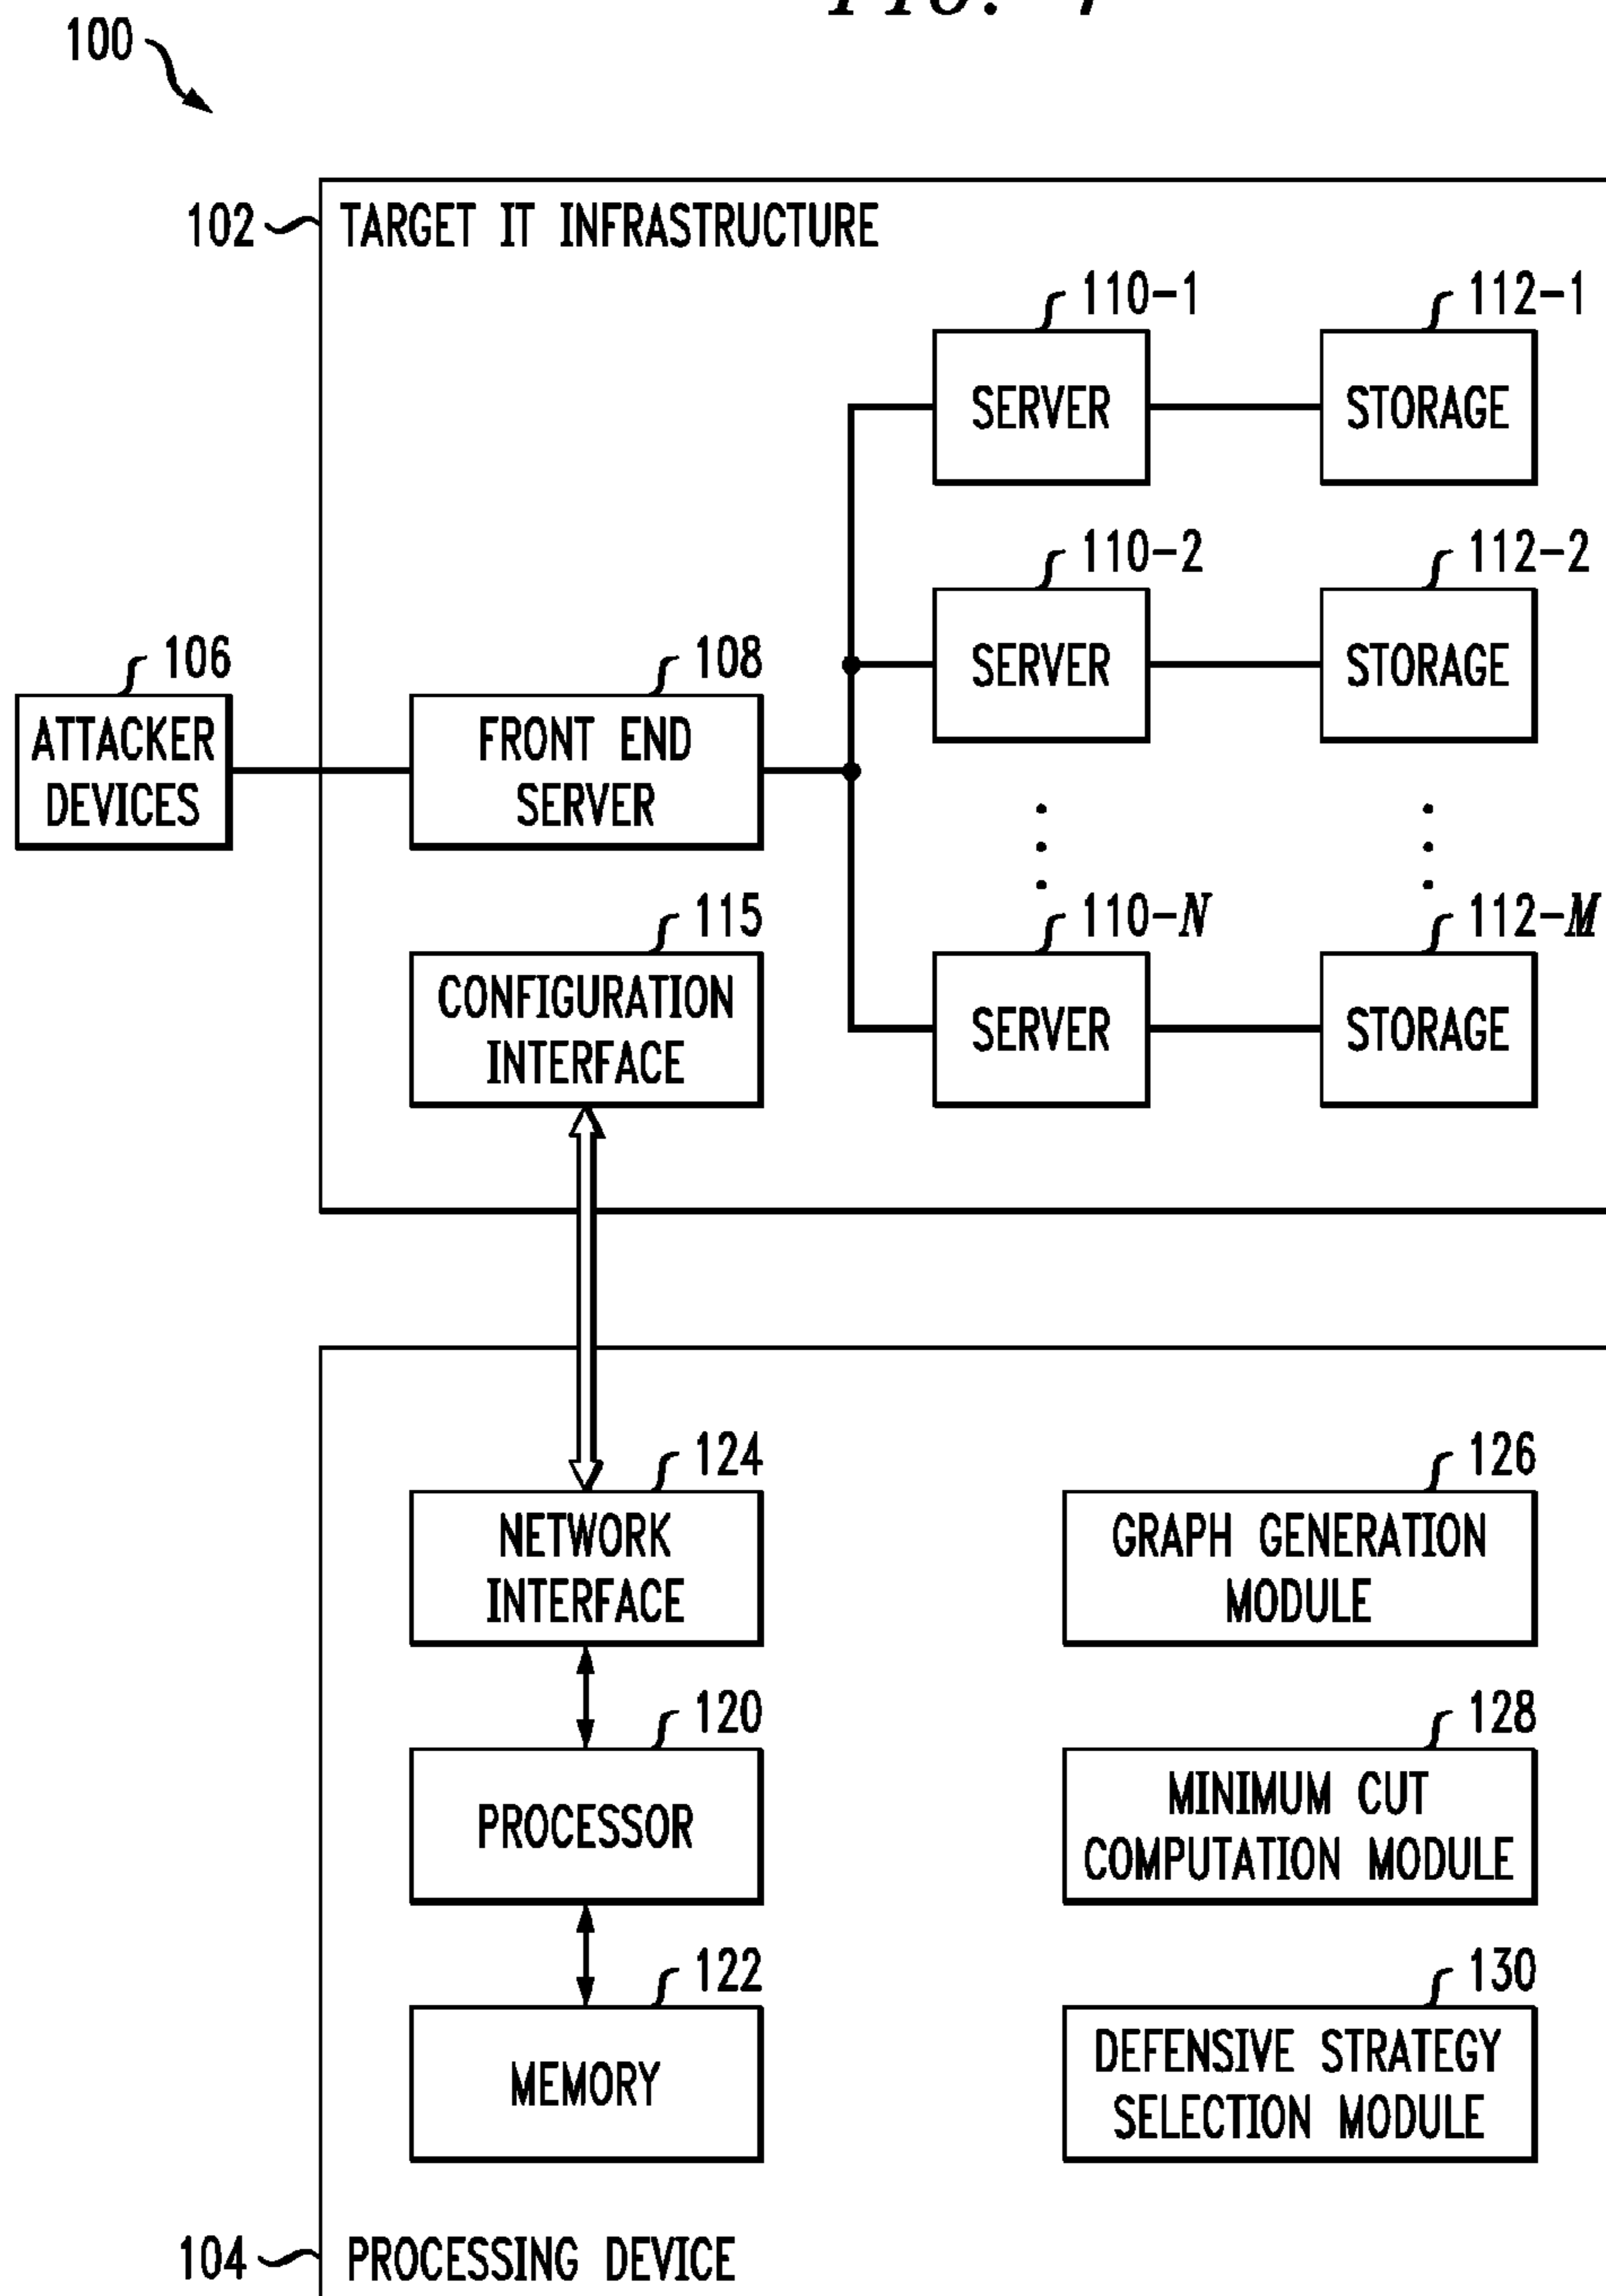 100
102
TARGET IT INFRASTRUCTURE
110-1
112-1
SERVER
STORAGE
110-2
112-2
SERVER
STORAGE
106
108
ATTACKER
DEVICES
FRONT END
SERVER
115
110-N
112-M
CONFIGURATION
INTERFACE
SERVER
STORAGE
124
126
NETWORK
INTERFACE
GRAPH GENERATION
MODULE
120
128
PROCESSOR
MINIMUM CUT
COMPUTATION MODULE
122
130
MEMORY
DEFENSIVE STRATEGY
SELECTION MODULE
104
PROCESSING DEVICE